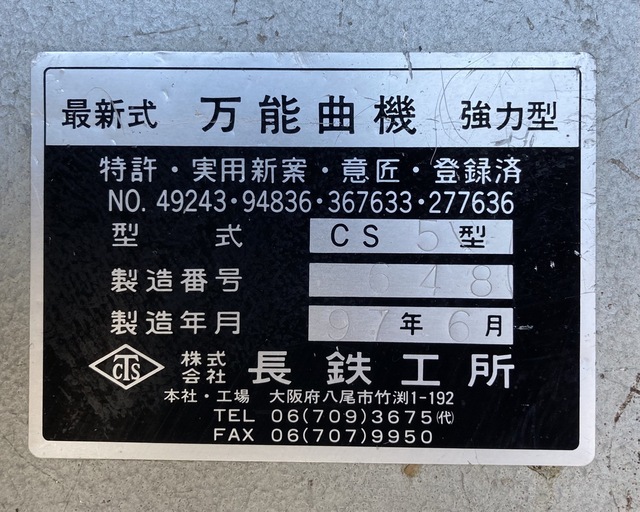 最新式 万能曲機 強力型
特許・実用新案・意匠・登録済
NO. 49243・94836・367633・277636
型式 CS 5 型
製造番号 648
製造年月 97年6月
CTS 株式会社 長鉄工所
本社・工場 大阪府八尾市竹渕1-192
TEL 06(709)3675㈹
FAX 06(707)9950